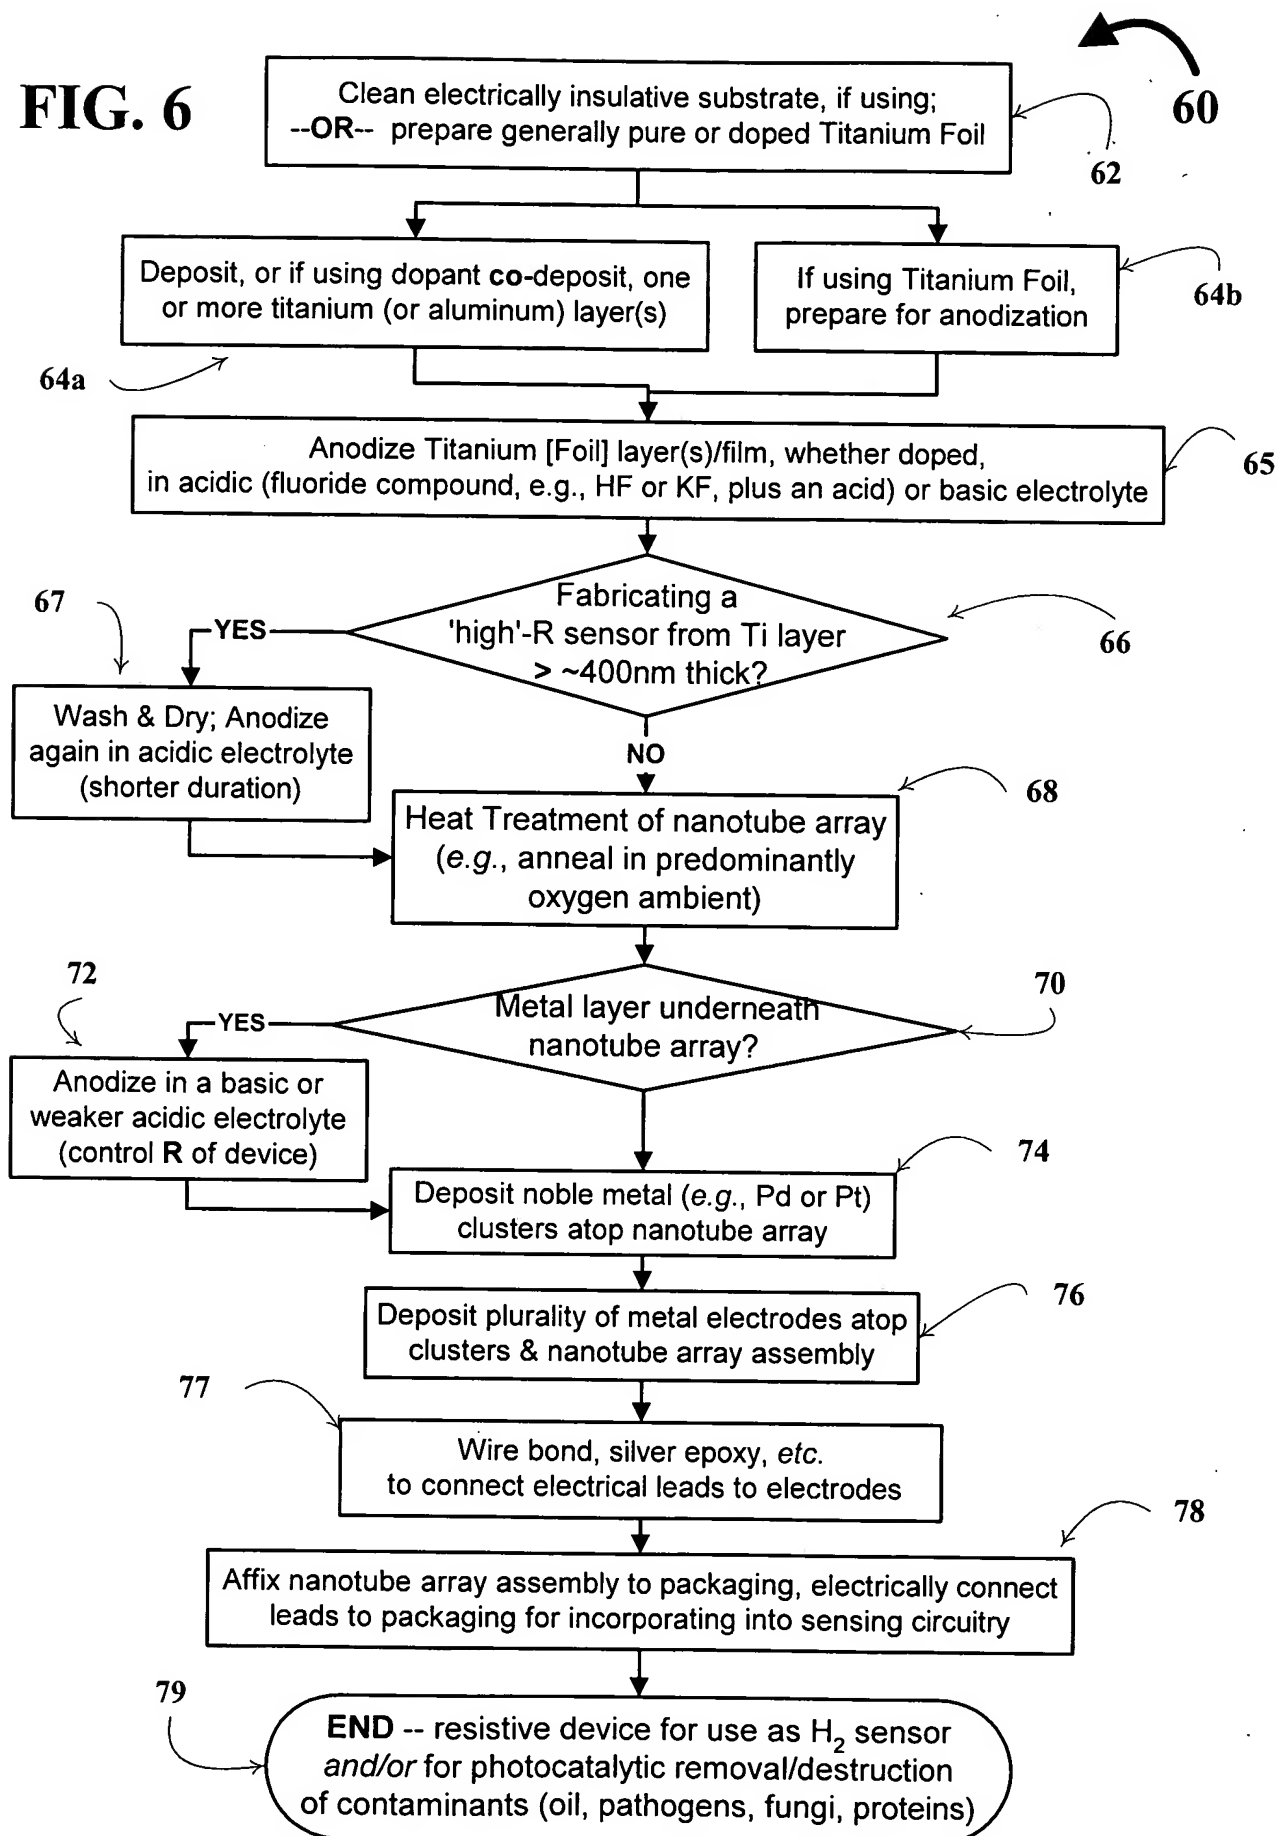 FIG. 6
60
Clean electrically insulative substrate, if using;
--OR-- prepare generally pure or doped Titanium Foil
62
Deposit, or if using dopant co-deposit, one
or more titanium (or aluminum) layer(s)
64a
If using Titanium Foil,
prepare for anodization
64b
Anodize Titanium [Foil] layer(s)/film, whether doped,
in acidic (fluoride compound, e.g., HF or KF, plus an acid) or basic electrolyte
65
Fabricating a
'high'-R sensor from Ti layer
> ~400nm thick?
66
YES
67
Wash & Dry; Anodize
again in acidic electrolyte
(shorter duration)
NO
Heat Treatment of nanotube array
(e.g., anneal in predominantly
oxygen ambient)
68
Metal layer underneath
nanotube array?
70
YES
72
Anodize in a basic or
weaker acidic electrolyte
(control R of device)
Deposit noble metal (e.g., Pd or Pt)
clusters atop nanotube array
74
Deposit plurality of metal electrodes atop
clusters & nanotube array assembly
76
77
Wire bond, silver epoxy, etc.
to connect electrical leads to electrodes
78
Affix nanotube array assembly to packaging, electrically connect
leads to packaging for incorporating into sensing circuitry
79
END -- resistive device for use as H2 sensor
and/or for photocatalytic removal/destruction
of contaminants (oil, pathogens, fungi, proteins)